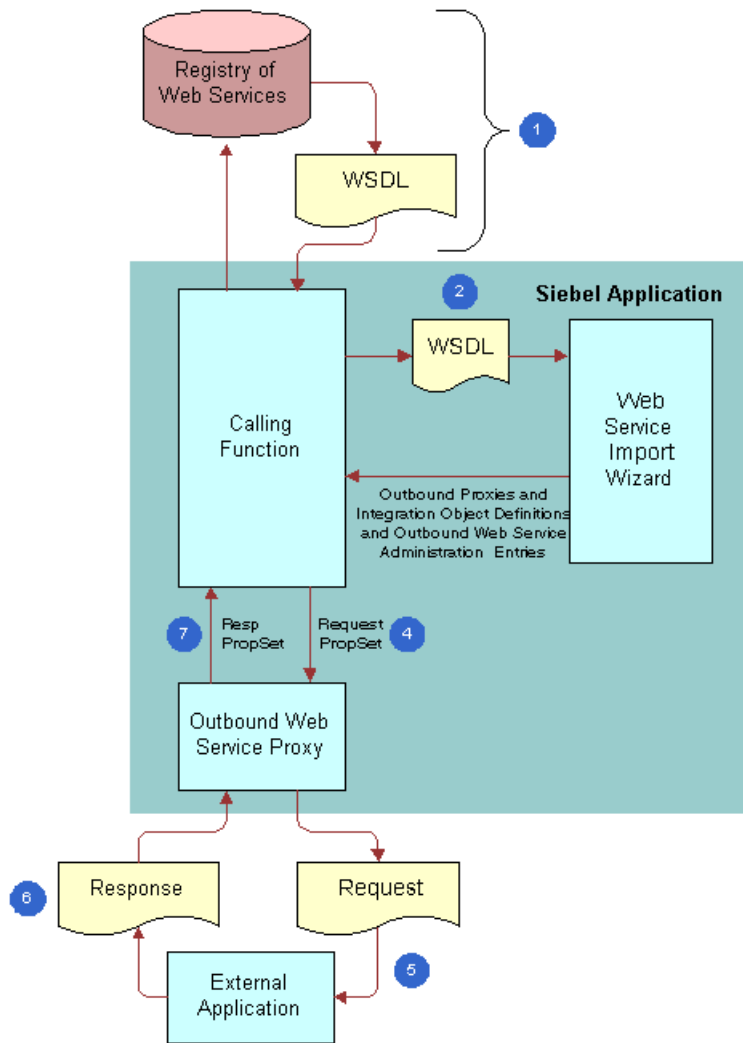 Registry of
Web Services
1
WSDL
2
Siebel Application
WSDL
Web
Service
Import
Wizard
Calling
Function
Outbound Proxies and
Integration Object Definitions
and Outbound Web Service
Administration Entries
7
Resp
PropSet
Request
PropSet
4
Outbound Web
Service Proxy
6
Response
Request
5
External
Application